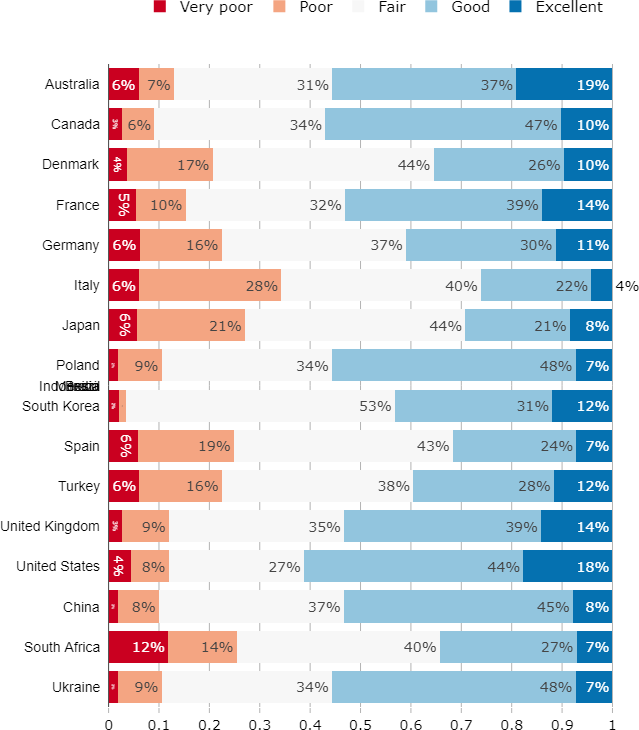 Very poor Poor Fair Good Excellent
Australia 6% 7% 31% 37% 19%
Canada 3% 6% 34% 47% 10%
Denmark 4% 17% 44% 26% 10%
France 5% 10% 32% 39% 14%
Germany 6% 16% 37% 30% 11%
Italy 6% 28% 40% 22% 4%
Japan 6% 21% 44% 21% 8%
Poland 9% 34% 48% 7%
South Korea 53% 31% 12%
Spain 6% 19% 43% 24% 7%
Turkey 6% 16% 38% 28% 12%
United Kingdom 3% 9% 35% 39% 14%
United States 4% 8% 27% 44% 18%
China 8% 37% 45% 8%
South Africa 12% 14% 40% 27% 7%
Ukraine 9% 34% 48% 7%
0 0.1 0.2 0.3 0.4 0.5 0.6 0.7 0.8 0.9 1